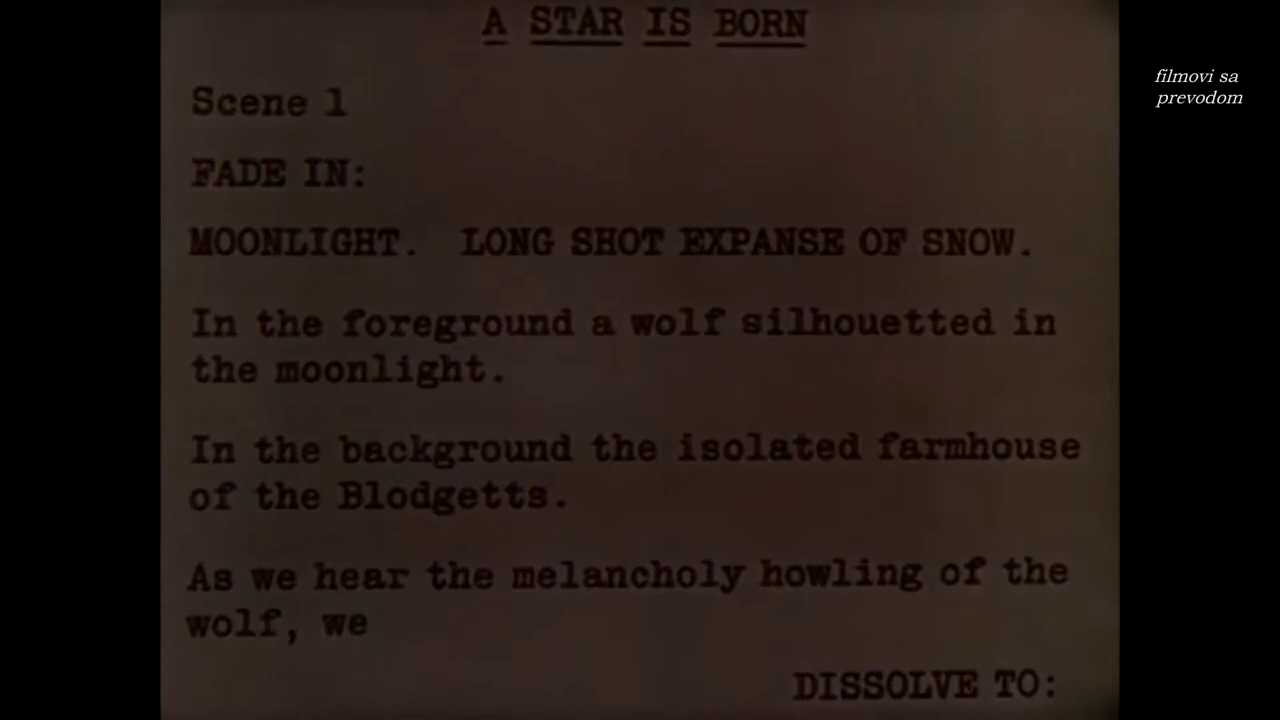 A STAR IS BORN
filmovi sa
prevodom
Scene 1
FADE IN:
MOONLIGHT. LONG SHOT EXPANSE OF SNOW.
In the foreground a wolf silhouetted in
the moonlight.
In the background the isolated farmhouse
of the Blodgetts.
As we hear the melancholy howling of the
wolf, we
DISSOLVE TO: